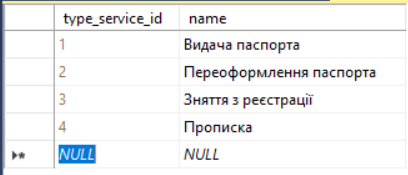 type_service_id name
1 Видача паспорта
2 Переоформлення паспорта
3 Зняття з реєстрації
4 Прописка
NULL NULL